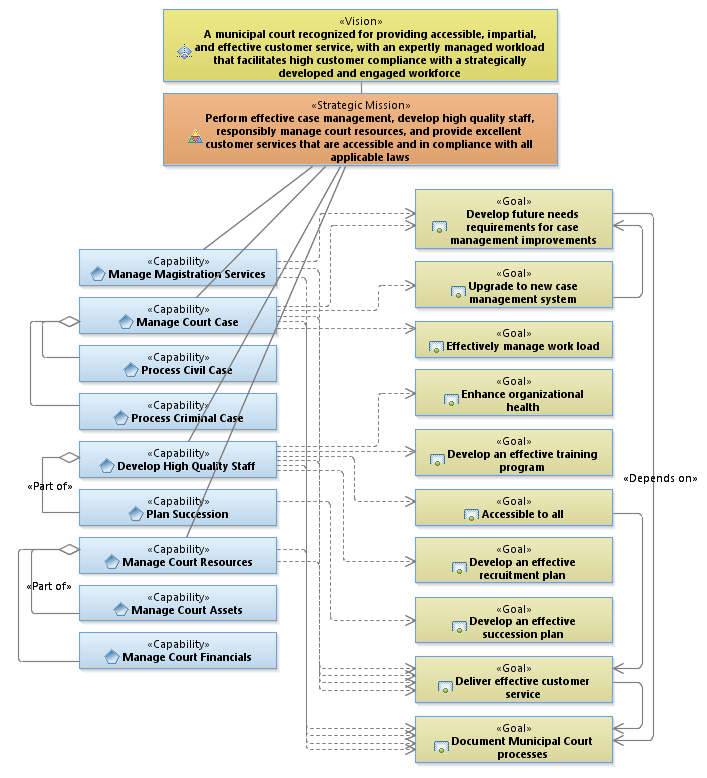 «Vision»
A municipal court recognized for providing accessible, impartial,
and effective customer service, with an expertly managed workload
that facilitates high customer compliance with a strategically
developed and engaged workforce
«Strategic Mission»
Perform effective case management, develop high quality staff,
responsibly manage court resources, and provide excellent
customer services that are accessible and in compliance with all
applicable laws
«Capability»
Manage Magistration Services
«Capability»
Manage Court Case
«Capability»
Process Civil Case
«Capability»
Process Criminal Case
«Capability»
Develop High Quality Staff
«Part of»
«Capability»
Plan Succession
«Capability»
Manage Court Resources
«Part of»
«Capability»
Manage Court Assets
«Capability»
Manage Court Financials
«Goal»
Develop future needs
requirements for case
management improvements
«Goal»
Upgrade to new case
management system
«Goal»
Effectively manage work load
«Goal»
Enhance organizational
health
«Goal»
Develop an effective training
program
«Depends on»
«Goal»
Accessible to all
«Goal»
Develop an effective
recruitment plan
«Goal»
Develop an effective
succession plan
«Goal»
Deliver effective customer
service
«Goal»
Document Municipal Court
processes